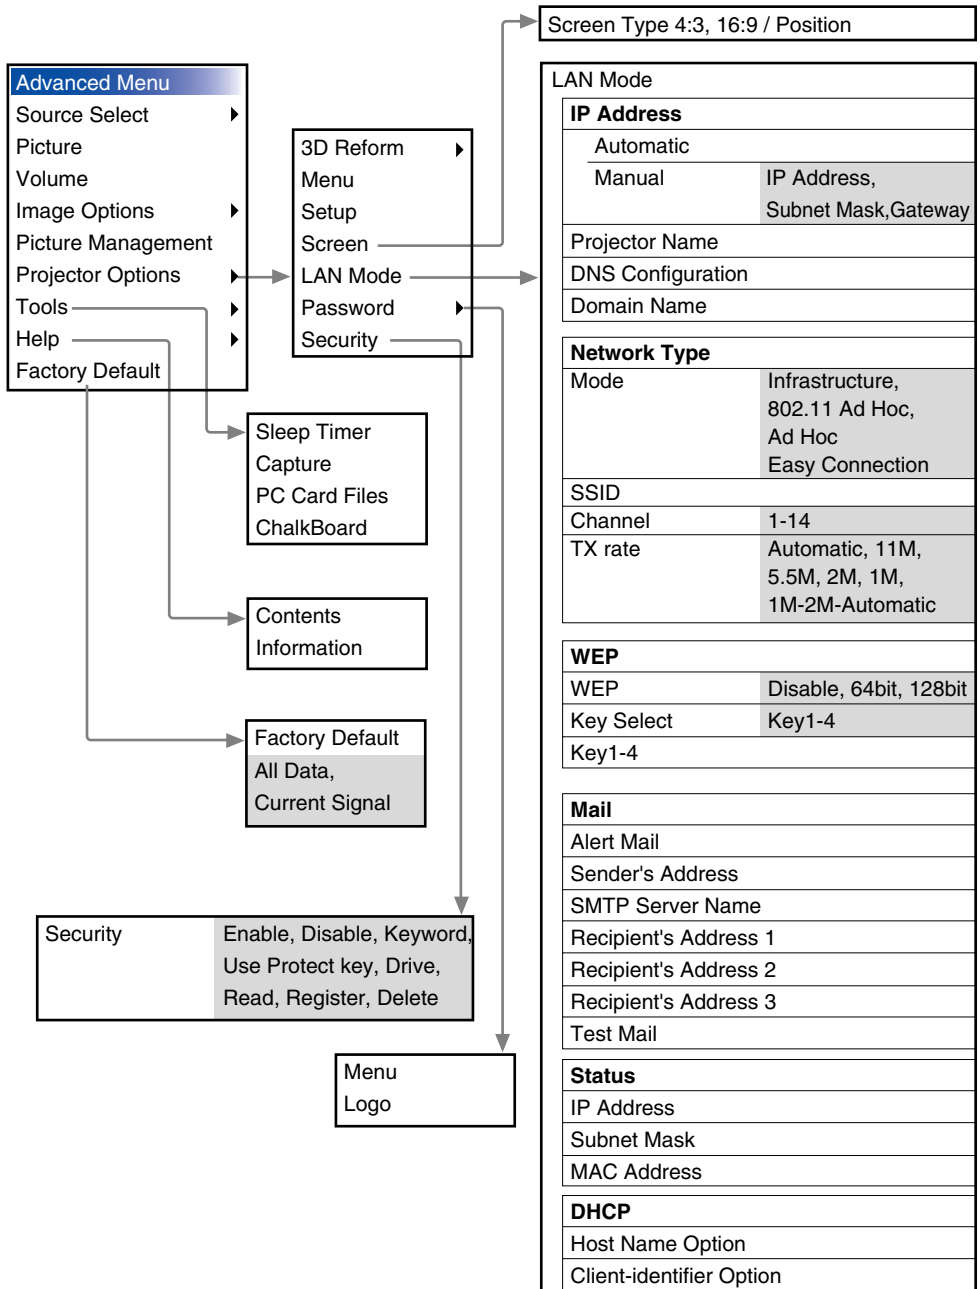 Screen Type 4:3, 16:9 / Position
Advanced Menu
Source Select
Picture
Volume
Image Options
Picture Management
Projector Options
Tools
Help
Factory Default
3D Reform
Menu
Setup
Screen
LAN Mode
Password
Security
Sleep Timer
Capture
PC Card Files
ChalkBoard
Contents
Information
Factory Default
All Data,
Current Signal
Security Enable, Disable, Keyword,
Use Protect key, Drive,
Read, Register, Delete
Menu
Logo
LAN Mode
IP Address
Automatic
Manual IP Address,
Subnet Mask,Gateway
Projector Name
DNS Configuration
Domain Name
Network Type
Mode Infrastructure,
802.11 Ad Hoc,
Ad Hoc
Easy Connection
SSID
Channel 1-14
TX rate Automatic, 11M,
5.5M, 2M, 1M,
1M-2M-Automatic
WEP
WEP Disable, 64bit, 128bit
Key Select Key1-4
Key1-4
Mail
Alert Mail
Sender's Address
SMTP Server Name
Recipient's Address 1
Recipient's Address 2
Recipient's Address 3
Test Mail
Status
IP Address
Subnet Mask
MAC Address
DHCP
Host Name Option
Client-identifier Option